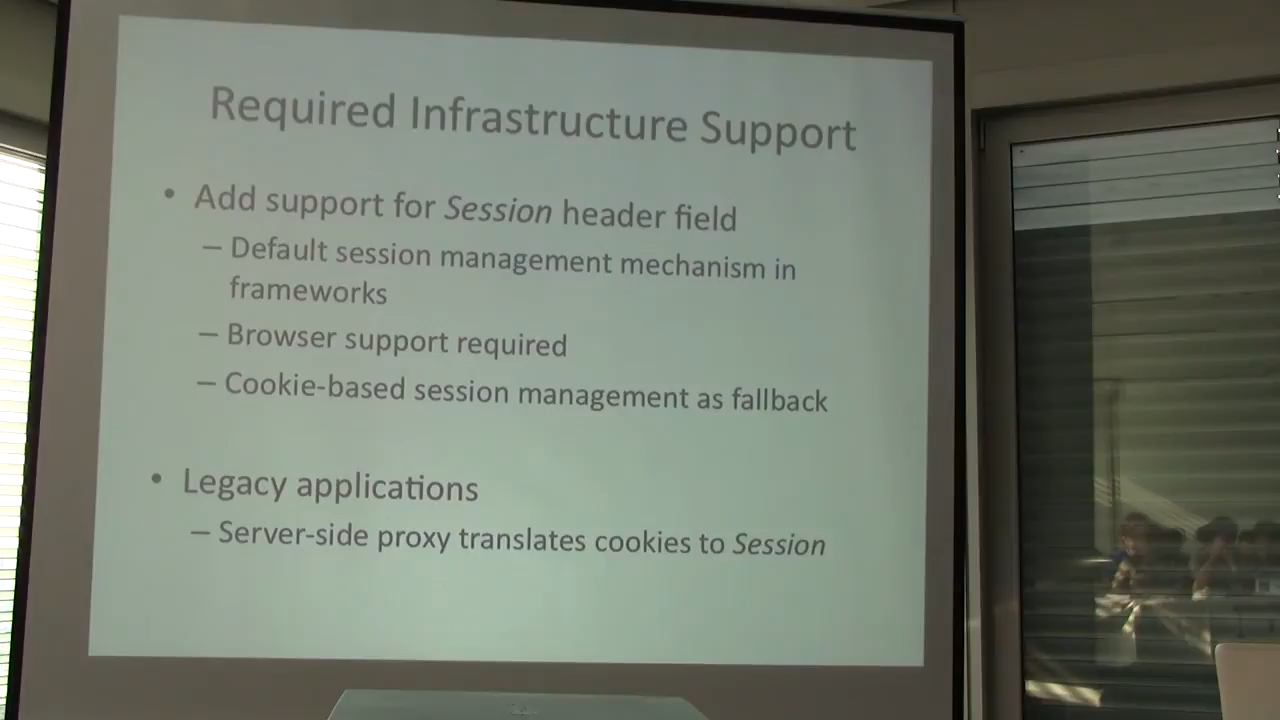 Required Infrastructure Support
• Add support for Session header field
– Default session management mechanism in
frameworks
– Browser support required
– Cookie-based session management as fallback
• Legacy applications
– Server-side proxy translates cookies to Session